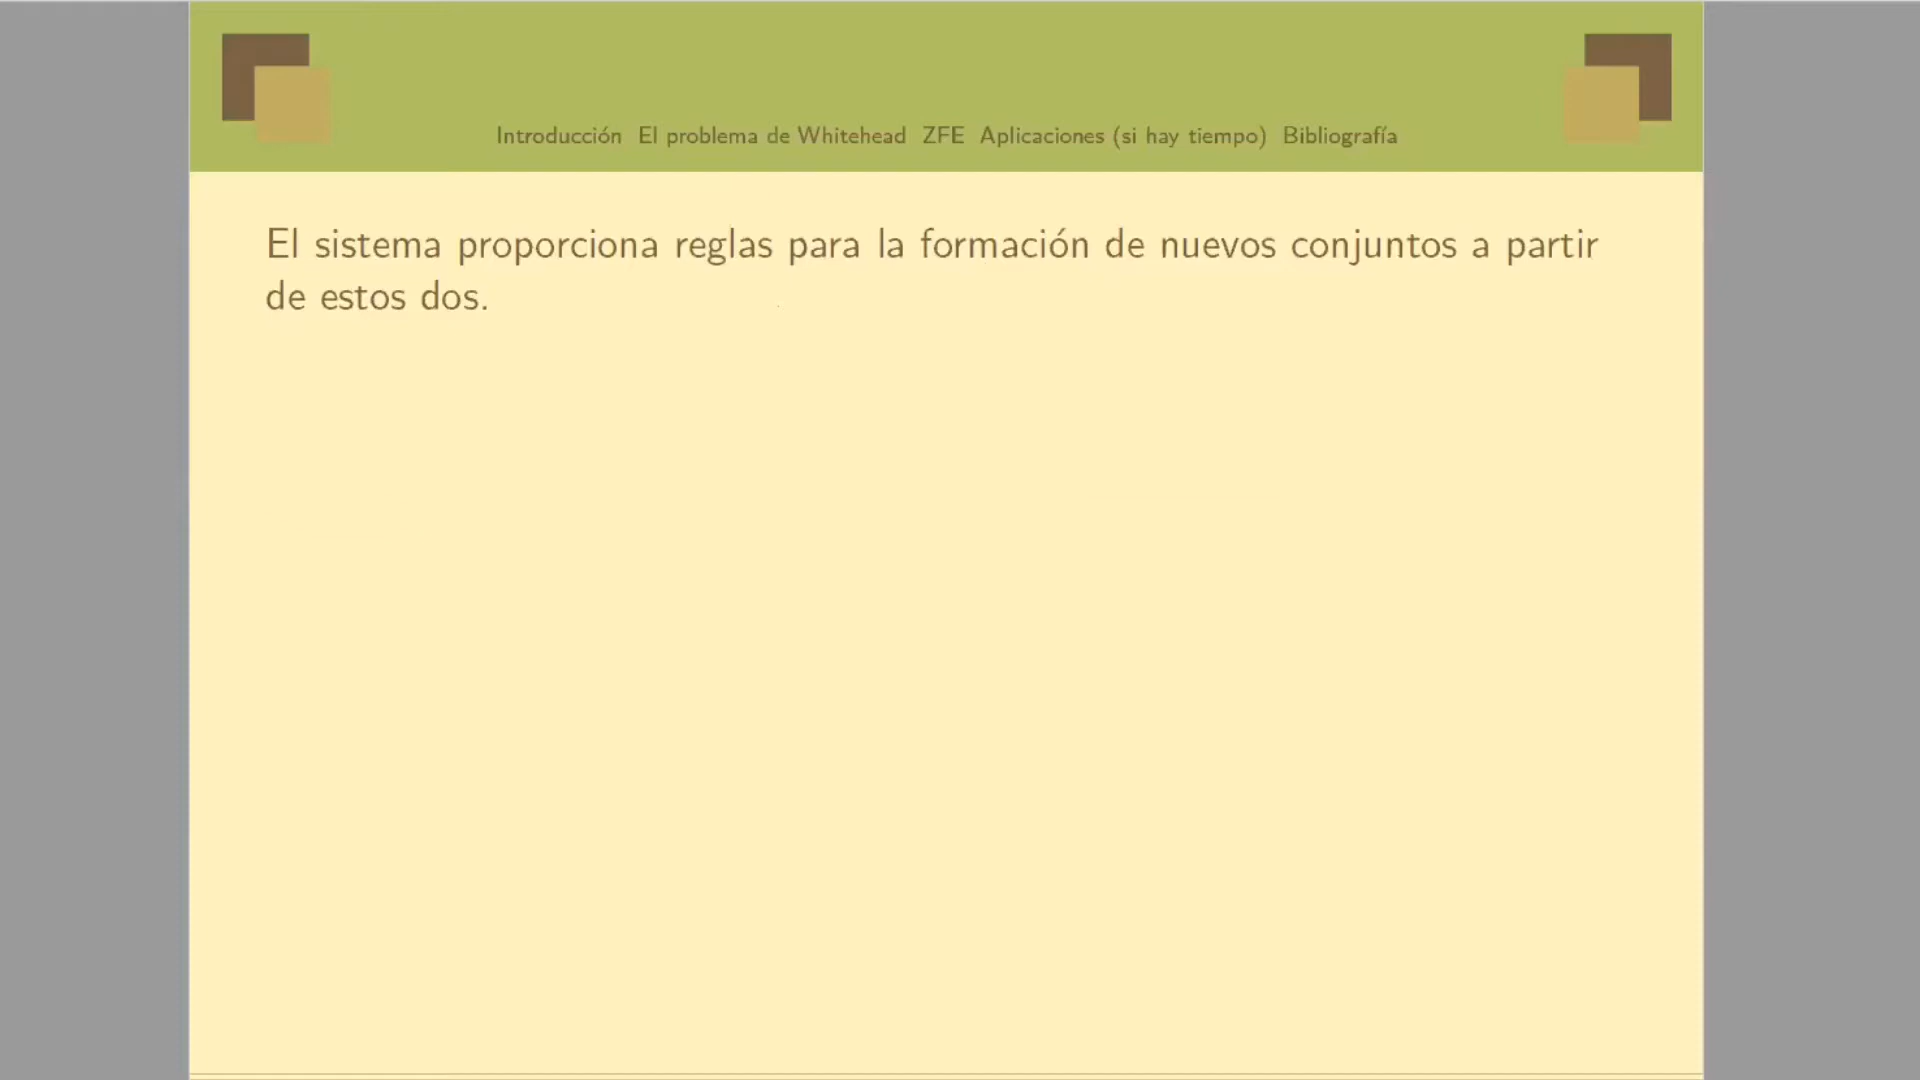 Introducción El problema de Whitehead ZFE Aplicaciones (si hay tiempo) Bibliografía
El sistema proporciona reglas para la formación de nuevos conjuntos a partir
de estos dos.